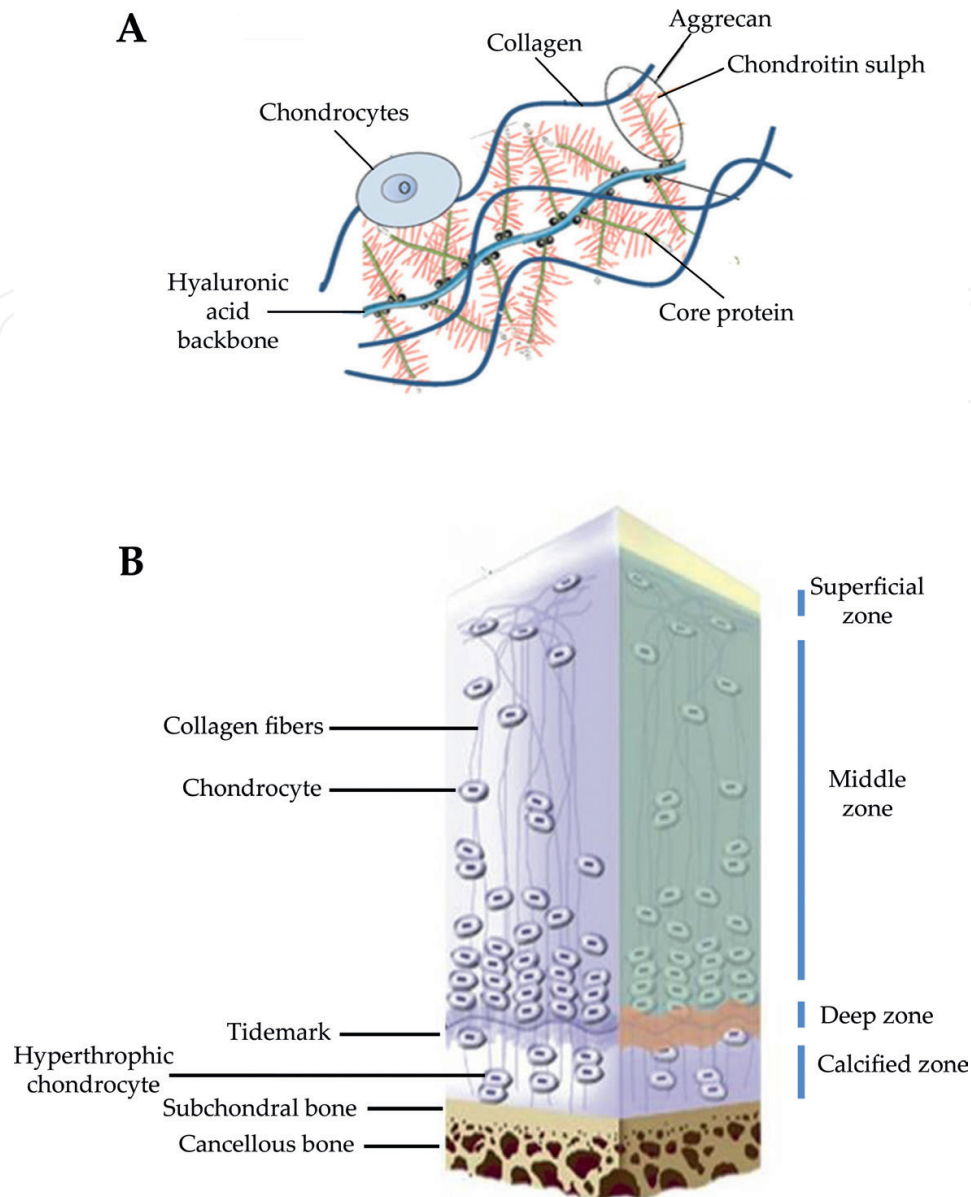 A
Aggrecan
Collagen
Chondroitin sulph
Chondrocytes
Hyaluronic
acid
backbone
Core protein
B
Superficial
zone
Collagen fibers
Chondrocyte
Middle
zone
Tidemark
Deep zone
Hyperthrophic
chondrocyte
Calcified zone
Subchondral bone
Cancellous bone